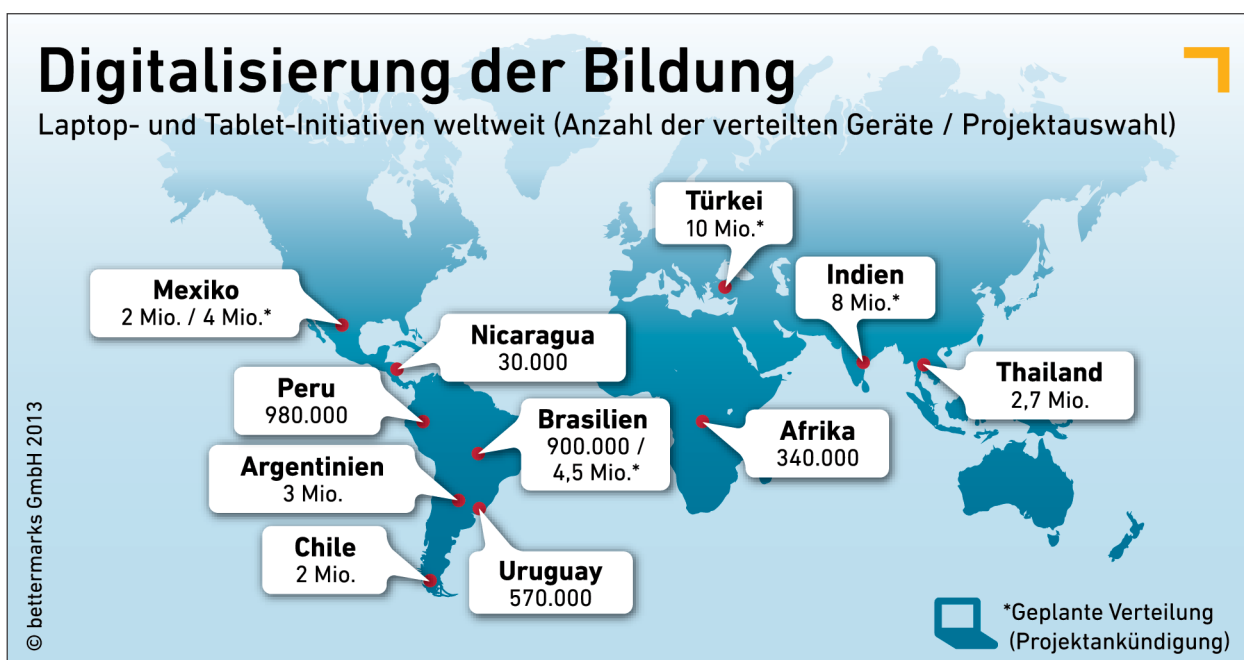 Digitalisierung der Bildung
Laptop- und Tablet-Initiativen weltweit (Anzahl der verteilten Geräte / Projektauswahl)
Türkei
10 Mio.*
Indien
8 Mio.*
Mexiko
2 Mio. / 4 Mio.*
Nicaragua
30.000
Thailand
2,7 Mio.
Peru
980.000
Brasilien
900.000 /
4,5 Mio.*
Afrika
340.000
Argentinien
3 Mio.
Chile
2 Mio.
Uruguay
570.000
*Geplante Verteilung
(Projektankündigung)
© bettermarks GmbH 2013